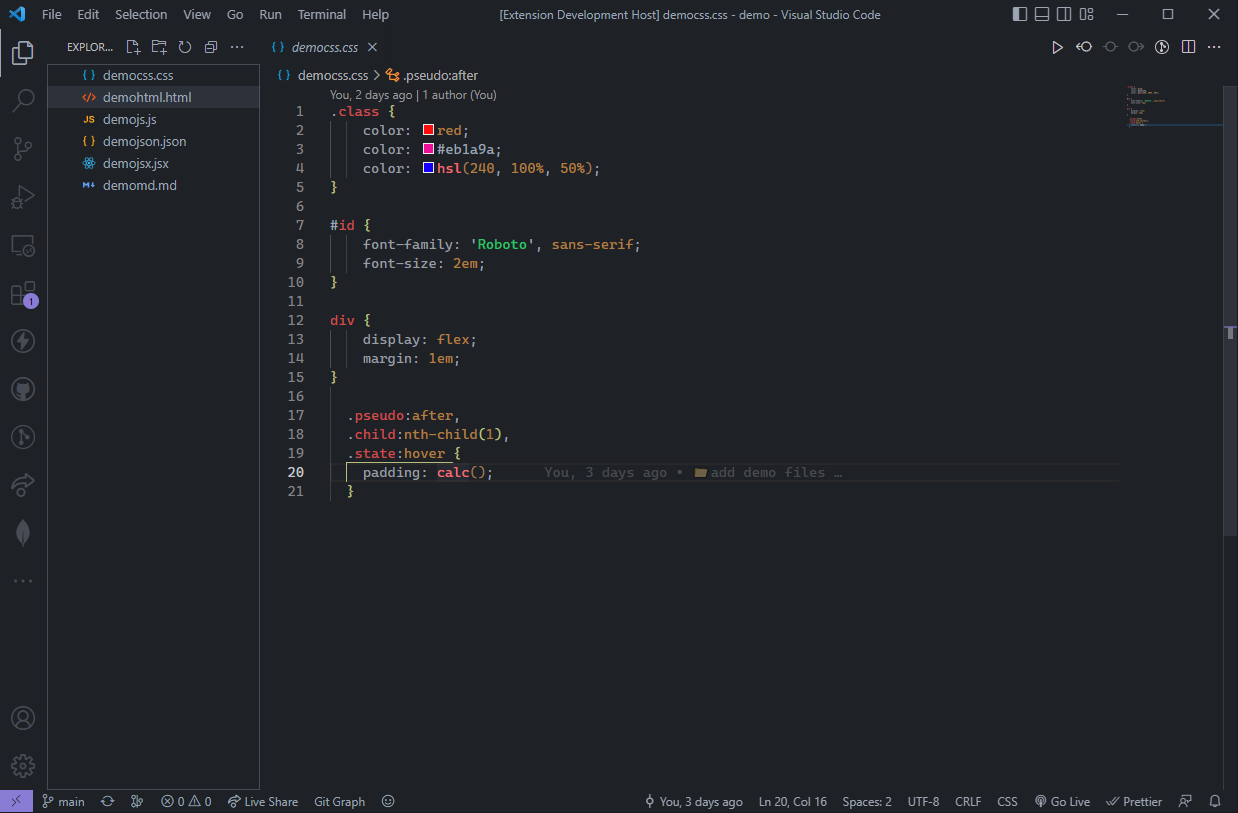 File Edit Selection View Go Run Terminal Help
[Extension Development Host] democss.css - demo - Visual Studio Code
EXPLOR...
democss.css
demohtml.html
JS demojs.js
demojson.json
demojsx.jsx
demomd.md
1
{ } democss.css
{ } democss.css > .pseudo:after
You, 2 days ago | 1 author (You)
1 .class {
2 color: red;
3 color: #eb1a9a;
4 color: hsl(240, 100%, 50%);
5 }
6
7 #id {
8 font-family: 'Roboto', sans-serif;
9 font-size: 2em;
10 }
11
12 div {
13 display: flex;
14 margin: 1em;
15 }
16
17 .pseudo:after,
18 .child:nth-child(1),
19 .state:hover {
20 padding: calc(); You, 3 days ago • add demo files …
21 }
main 0 0 Live Share Git Graph You, 3 days ago Ln 20, Col 16 Spaces: 2 UTF-8 CRLF CSS Go Live Prettier